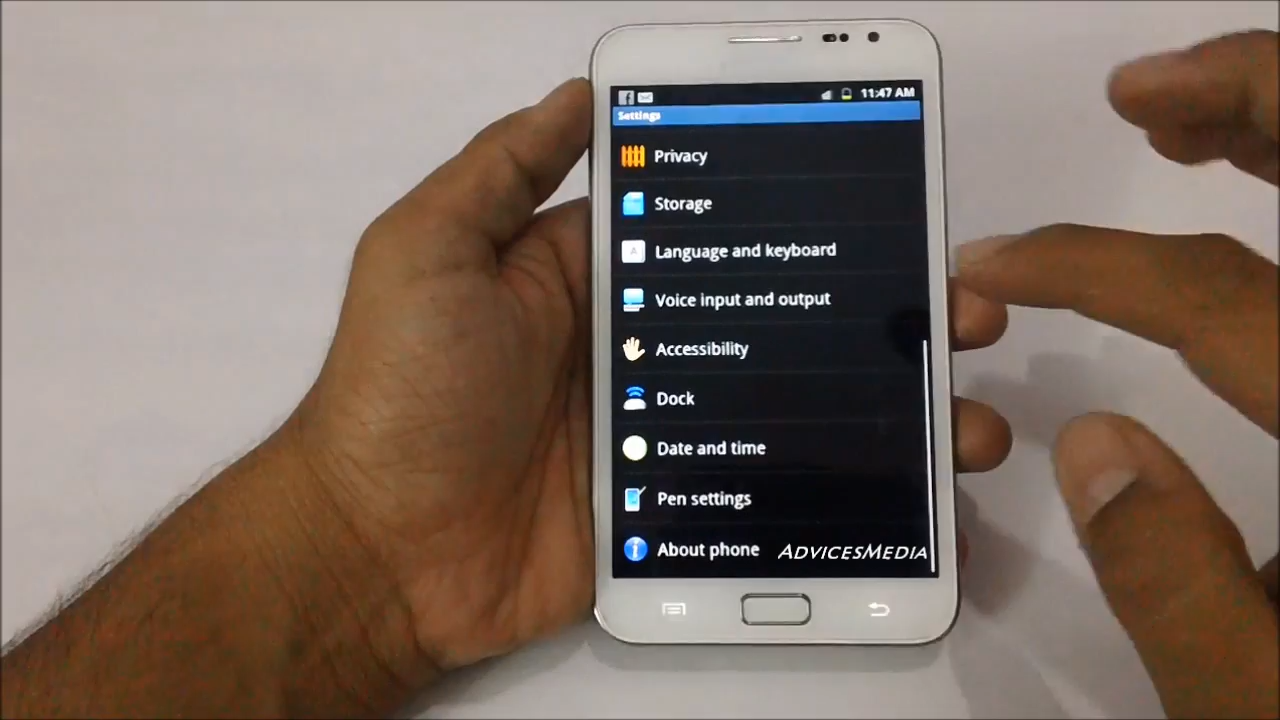 11:47 AM
Settings
Privacy
Storage
Language and keyboard
Voice input and output
Accessibility
Dock
Date and time
Pen settings
About phone
ADVICESMEDIA